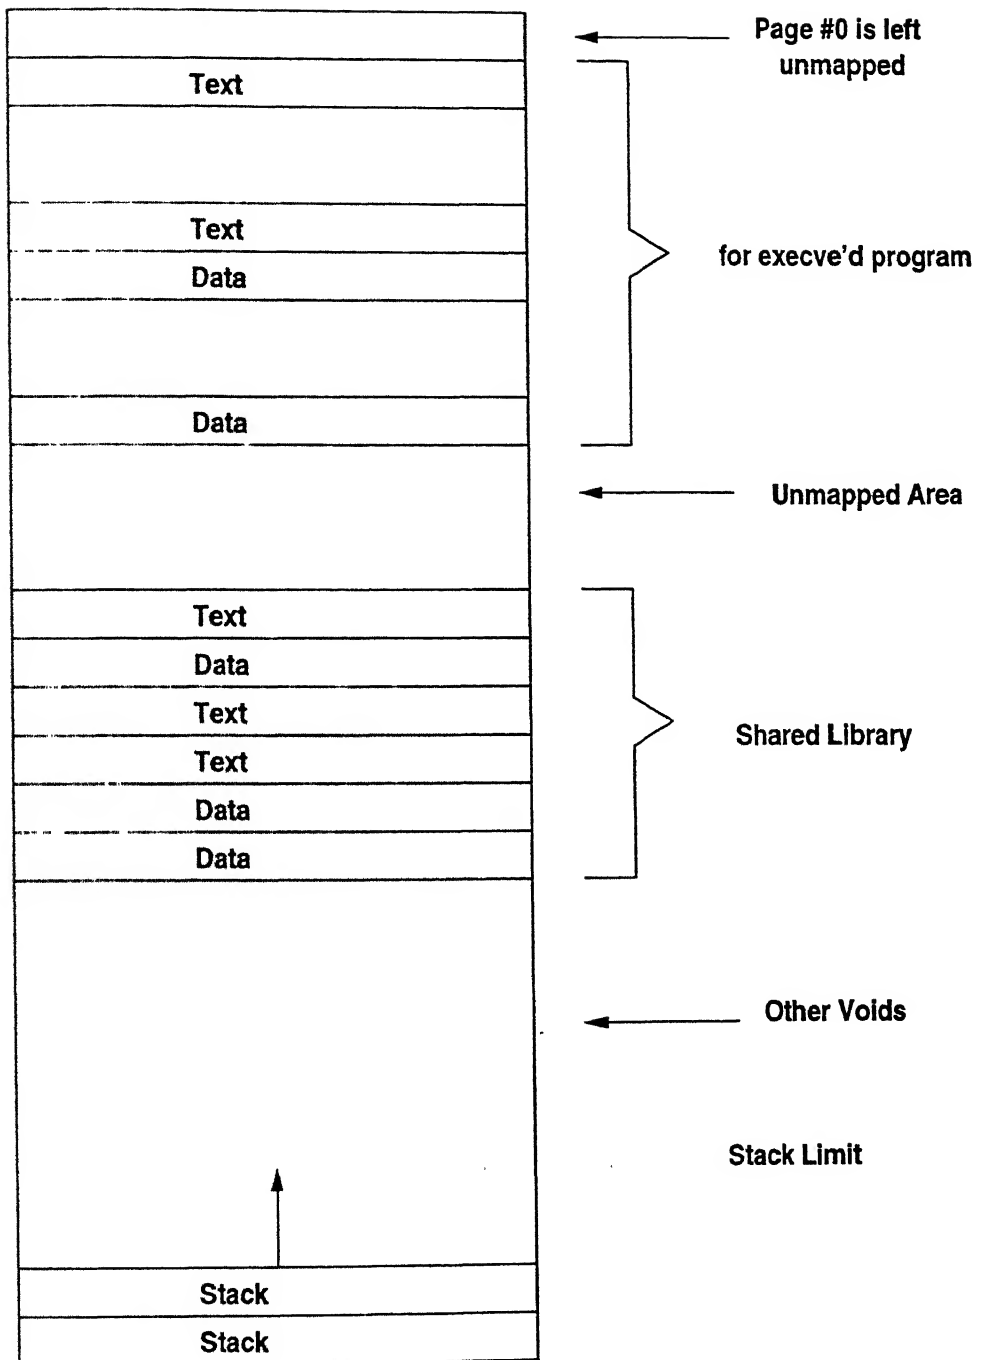 Page #0 is left
unmapped
Text
Text
for execve'd program
Data
Data
Unmapped Area
Text
Data
Text
Shared Library
Text
Data
Data
Other Voids
Stack Limit
Stack
Stack